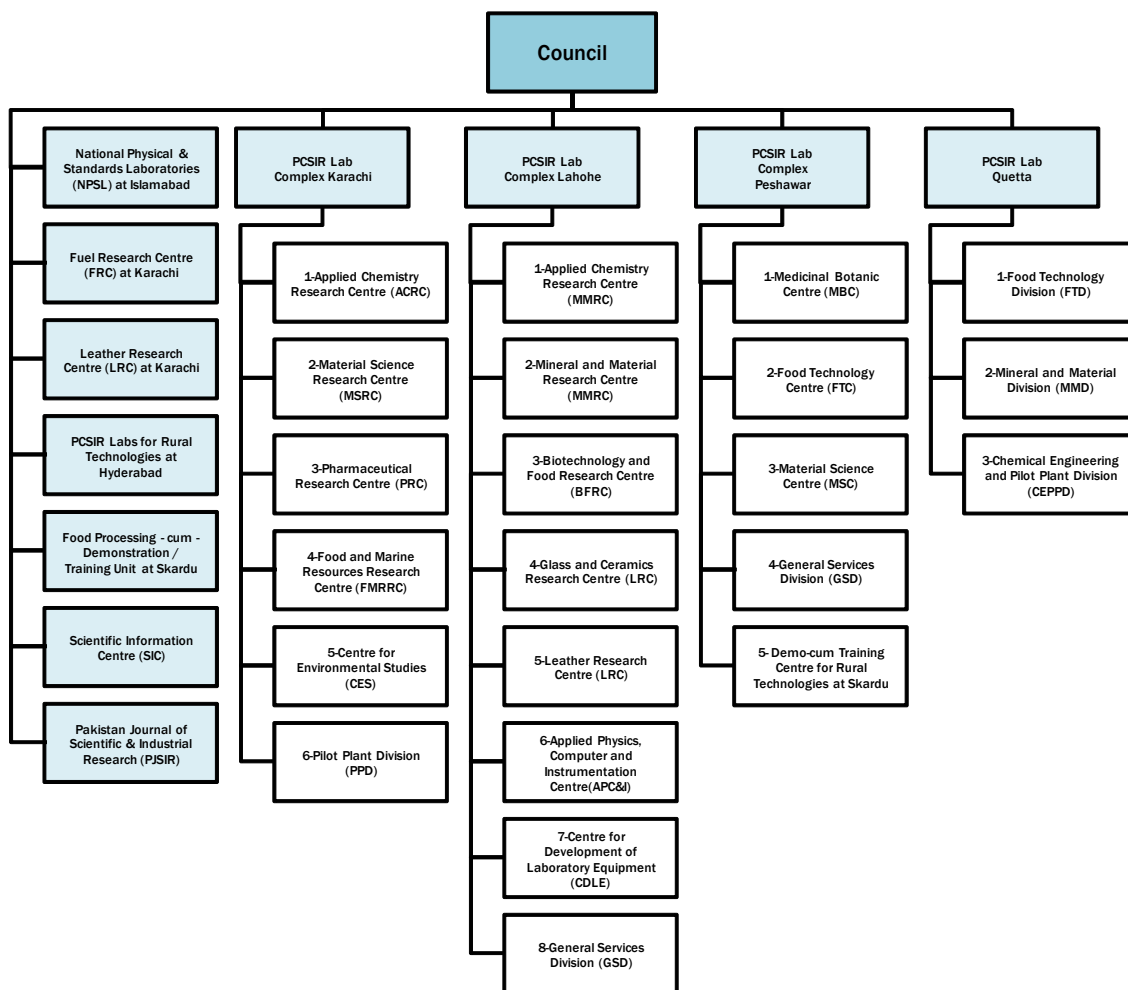 Council
National Physical &
Standards Laboratories
(NPSL) at Islamabad
Fuel Research Centre
(FRC) at Karachi
Leather Research
Centre (LRC) at Karachi
PCSIR Labs for Rural
Technologies at
Hyderabad
Food Processing - cum -
Demonstration /
Training Unit at Skardu
Scientific Information
Centre (SIC)
Pakistan Journal of
Scientific & Industrial
Research (PJSIR)
PCSIR Lab
Complex Karachi
1-Applied Chemistry
Research Centre (ACRC)
2-Material Science
Research Centre
(MSRC)
3-Pharmaceutical
Research Centre (PRC)
4-Food and Marine
Resources Research
Centre (FMRRC)
5-Centre for
Environmental Studies
(CES)
6-Pilot Plant Division
(PPD)
PCSIR Lab
Complex Lahohe
1-Applied Chemistry
Research Centre
(MMRC)
2-Mineral and Material
Research Centre
(MMRC)
3-Biotechnology and
Food Research Centre
(BFRC)
4-Glass and Ceramics
Research Centre (LRC)
5-Leather Research
Centre (LRC)
6-Applied Physics,
Computer and
Instrumentation
Centre(APC&I)
7-Centre for
Development of
Laboratory Equipment
(CDLE)
8-General Services
Division (GSD)
PCSIR Lab
Complex
Peshawar
1-Medicinal Botanic
Centre (MBC)
2-Food Technology
Centre (FTC)
3-Material Science
Centre (MSC)
4-General Services
Division (GSD)
5- Demo-cum Training
Centre for Rural
Technologies at Skardu
PCSIR Lab
Quetta
1-Food Technology
Division (FTD)
2-Mineral and Material
Division (MMD)
3-Chemical Engineering
and Pilot Plant Division
(CEPPD)